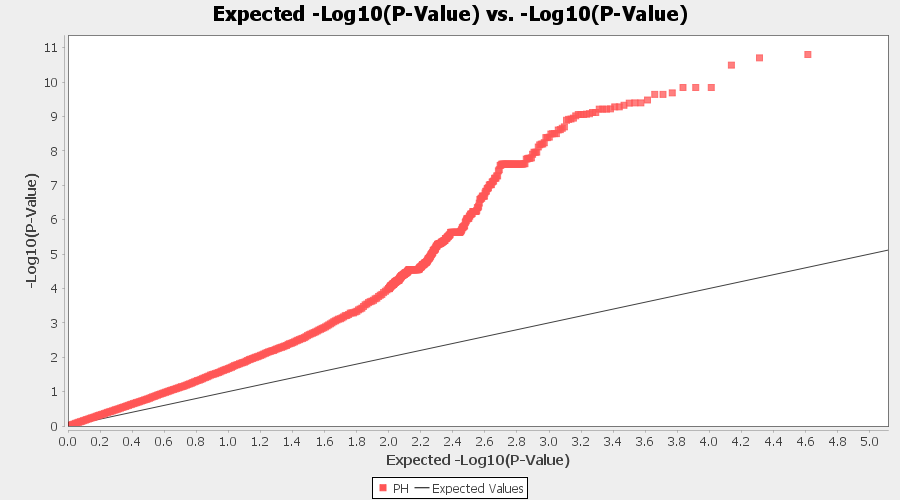 Expected -Log10(P-Value) vs. -Log10(P-Value)
11
10
9
8
7
6
5
4
3
2
1
0
-Log10(P-Value)
0.0 0.2 0.4 0.6 0.8 1.0 1.2 1.4 1.6 1.8 2.0 2.2 2.4 2.6 2.8 3.0 3.2 3.4 3.6 3.8 4.0 4.2 4.4 4.6 4.8 5.0
Expected -Log10(P-Value)
PH Expected Values